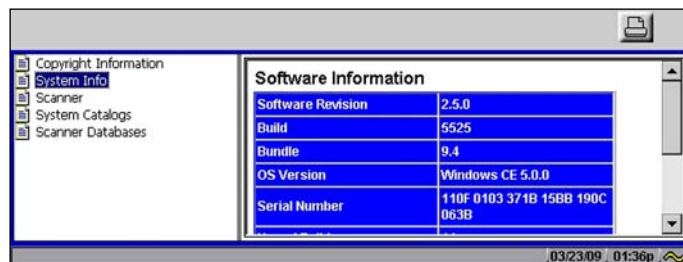 Copyright Information
System Info
Scanner
System Catalogs
Scanner Databases
Software Information
Software Revision 2.5.0
Build 5525
Bundle 9.4
OS Version Windows CE 5.0.0
Serial Number 110F 0103 371B 15BB 190C
063B
03/23/09 01:36p